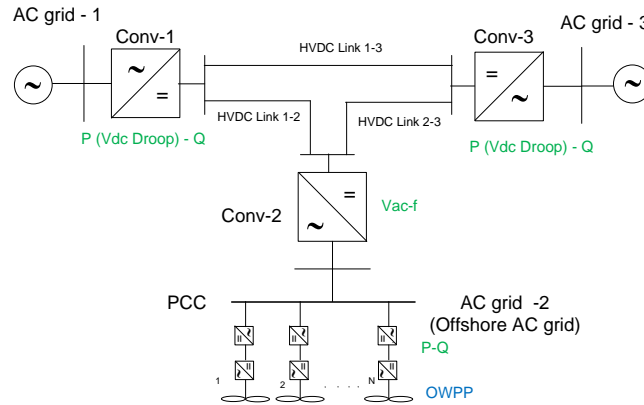 AC grid - 1
Conv-1
Conv-3
AC grid - 3
HVDC Link 1-3
HVDC Link 1-2
HVDC Link 2-3
P (Vdc Droop) - Q
P (Vdc Droop) - Q
Conv-2
Vac-f
PCC
AC grid -2
(Offshore AC grid)
P-Q
1
2
. . . .
N
OWPP